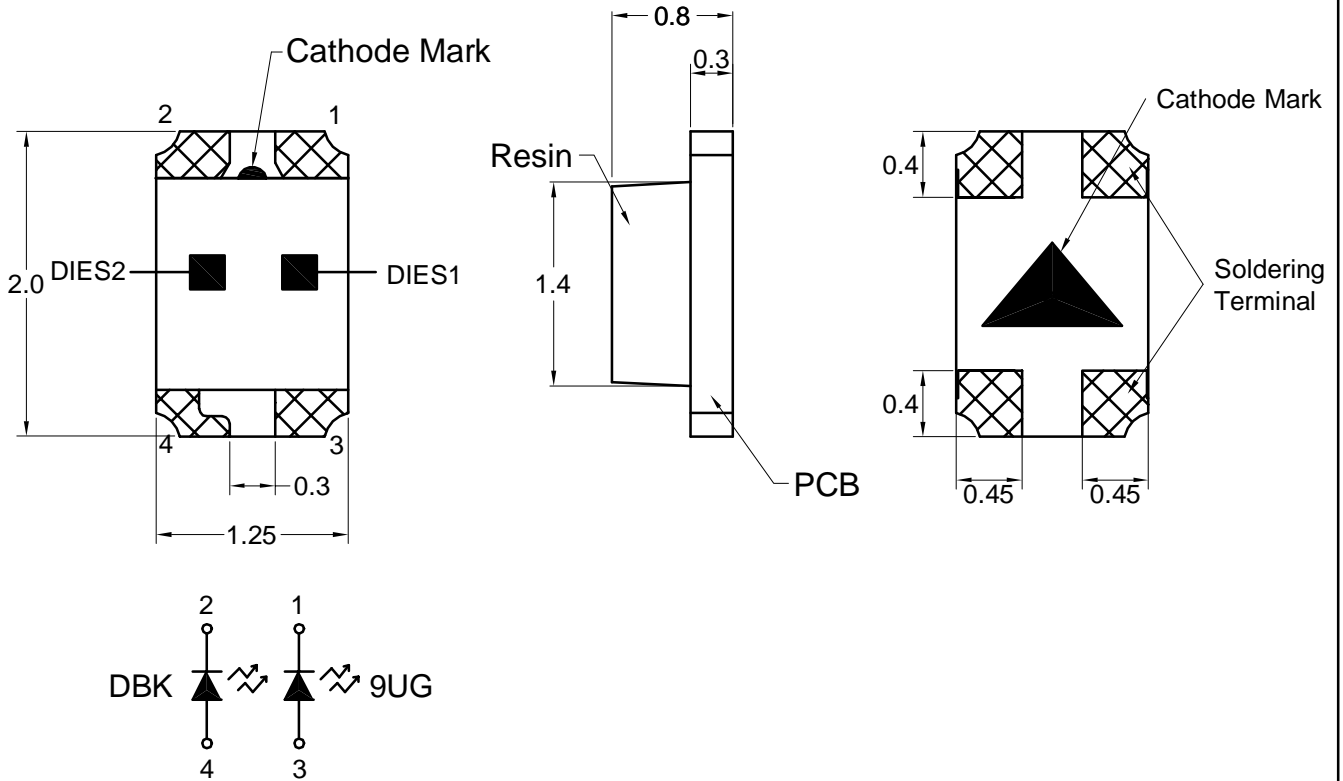 Cathode Mark
2
1
2.0
DIES2
DIES1
4
3
0.3
1.25
0.8
0.3
Resin
1.4
PCB
Cathode Mark
0.4
Soldering
Terminal
0.4
0.45
0.45
2
1
DBK
9UG
4
3